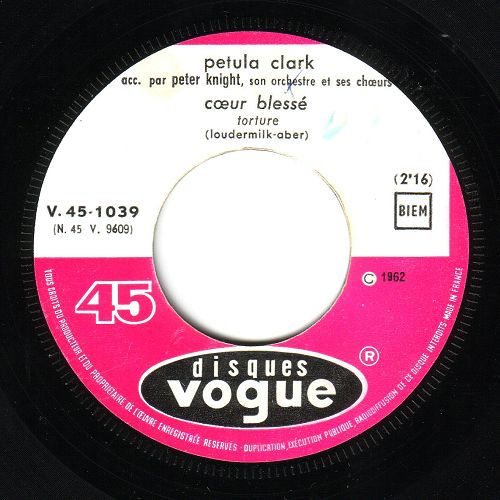 petula clark
acc. par peter knight, son orchestre et ses chœurs
cœur blessé
torture
(loudermilk-aber)
(2'16)
V. 45-1039
BIEM
(N. 45 V. 9609)
© 1962
45
®
disques
vogue
TOUS DROITS DU PRODUCTEUR ET DU PROPRIÉTAIRE DE L'ŒUVRE ENREGISTRÉE RÉSERVÉS - DUPLICATION, EXÉCUTION PUBLIQUE, RADIODIFFUSION DE CE DISQUE INTERDITS MADE IN FRANCE